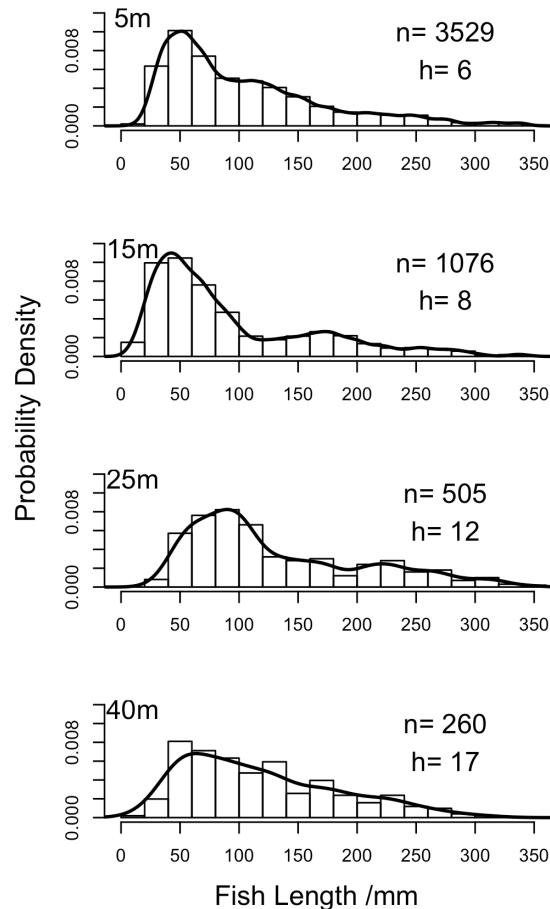 5m
n= 3529
h= 6
0.000 0.008
0 50 100 150 200 250 300 350
15m
n= 1076
h= 8
0.000 0.008
0 50 100 150 200 250 300 350
25m
n= 505
h= 12
0.000 0.008
0 50 100 150 200 250 300 350
40m
n= 260
h= 17
0.000 0.008
0 50 100 150 200 250 300 350
Probability Density
Fish Length /mm